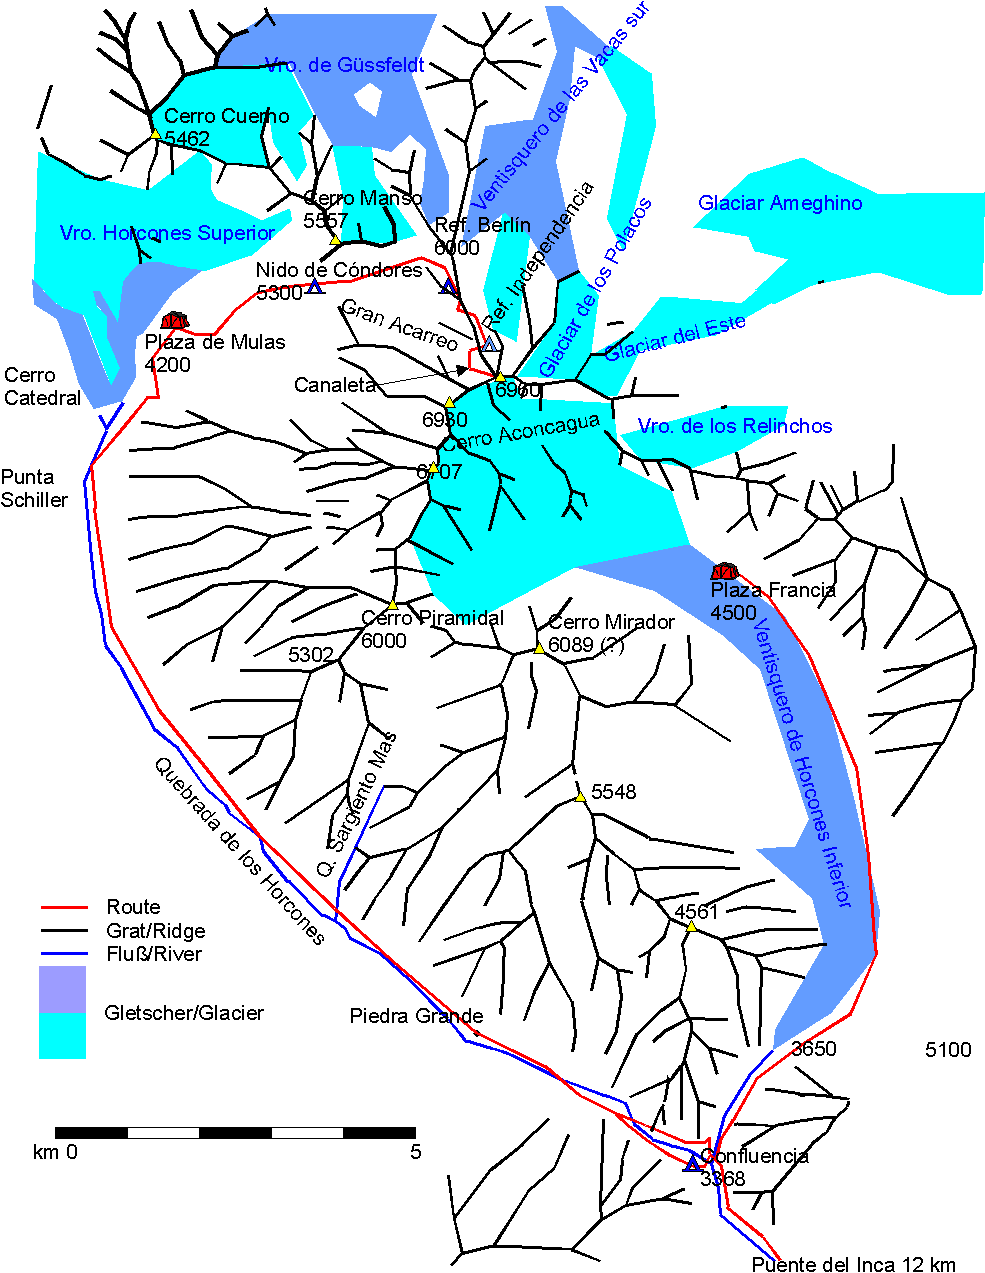 Vro. de Güssfeldt
Ventisquero de las Vacas sur
Cerro Cuerno
5462
Cerro Manso
5557
Glaciar Ameghino
Vro. Horcones Superior
Ref. Berlín
6000
Ref. Independencia
Glaciar de los Polacos
Nido de Cóndores
5300
Gran Acarreo
Plaza de Mulas
4200
Glaciar del Este
Cerro
Catedral
Canaleta
6960
6930
Cerro Aconcagua
Vro. de los Relinchos
6707
Punta
Schiller
Plaza Francia
4500
Cerro Piramidal
6000
Cerro Mirador
6089 (?)
5302
Ventisquero de Horcones Inferior
Quebrada de los Horcones
Q. Sargiento Mas
5548
4561
Route
Grat/Ridge
Fluß/River
Gletscher/Glacier
Piedra Grande
3650
5100
km 0
5
Confluencia
3368
Puente del Inca 12 km